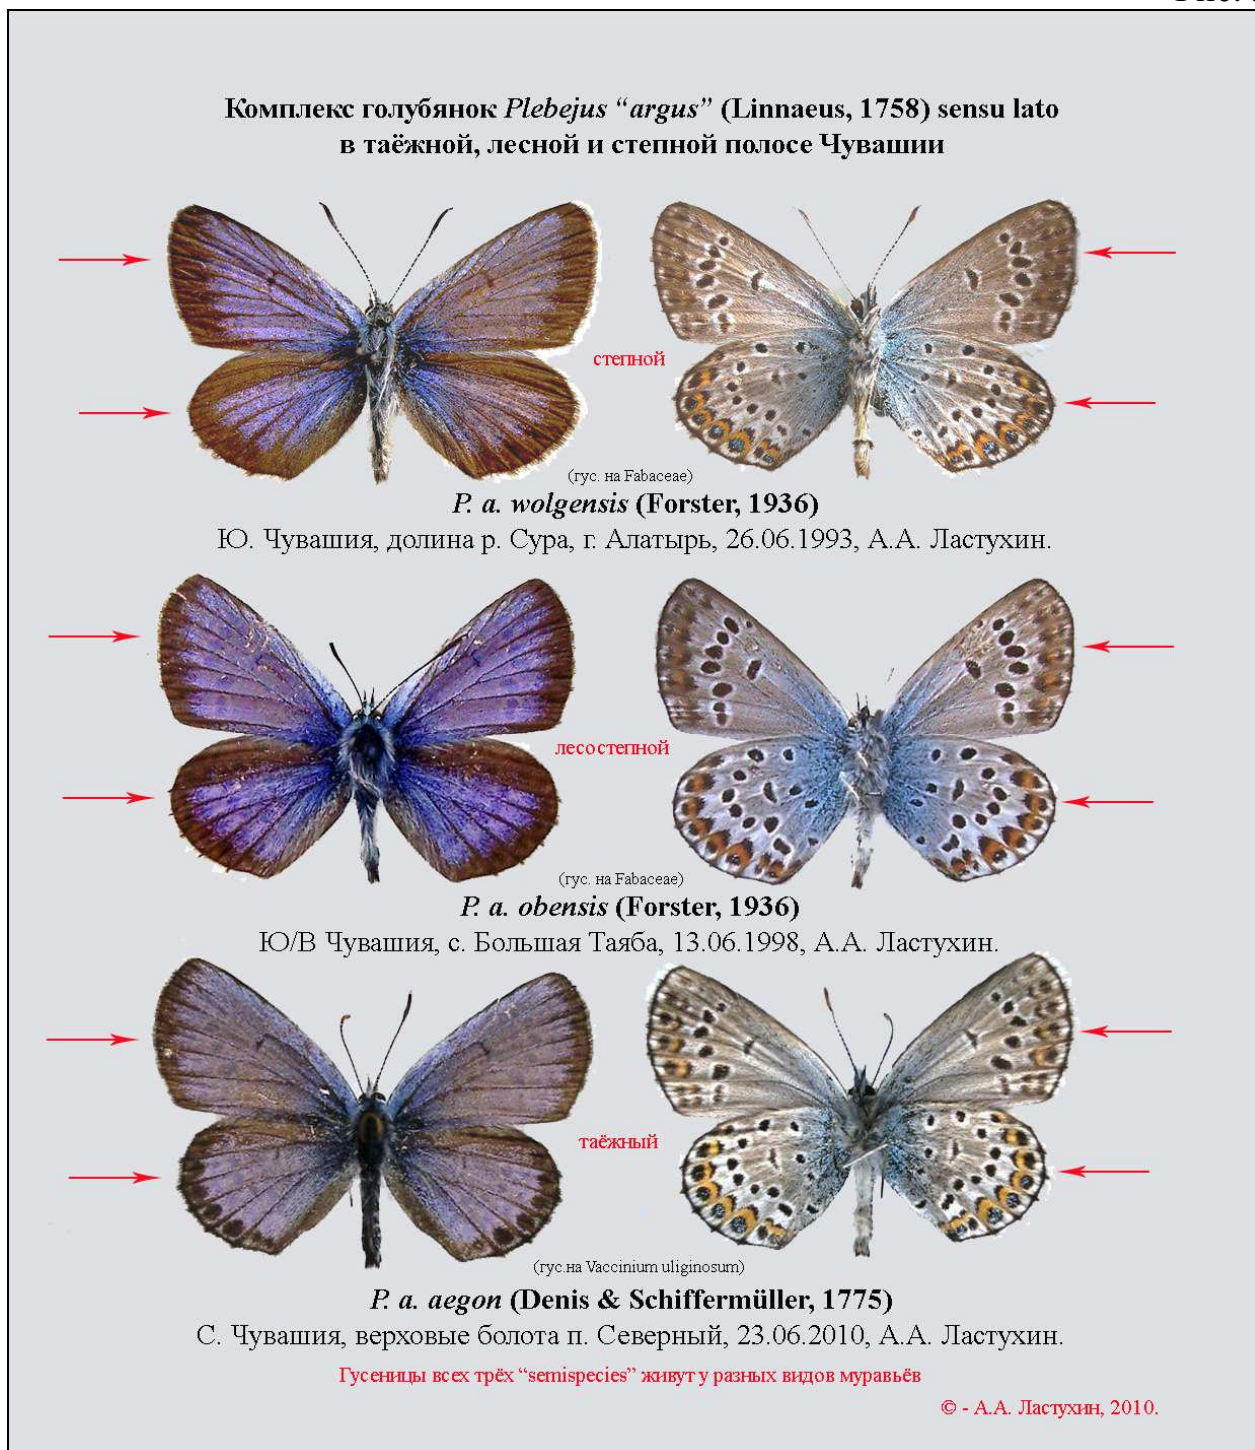 Комплекс голубянок Plebejus “argus” (Linnaeus, 1758) sensu lato
в таёжной, лесной и степной полосе Чувашии
степной
(гус. на Fabaceae)
P. a. wolgensis (Forster, 1936)
Ю. Чувашия, долина р. Сура, г. Алатырь, 26.06.1993, А.А. Ластухин.
лесостепной
(гус. на Fabaceae)
P. a. obensis (Forster, 1936)
Ю/В Чувашия, с. Большая Таяба, 13.06.1998, А.А. Ластухин.
таёжный
(гус.на Vaccinium uliginosum)
P. a. aegon (Denis & Schiffermüller, 1775)
С. Чувашия, верховые болота п. Северный, 23.06.2010, А.А. Ластухин.
Гусеницы всех трёх “semispecies” живут у разных видов муравьёв
© - А.А. Ластухин, 2010.